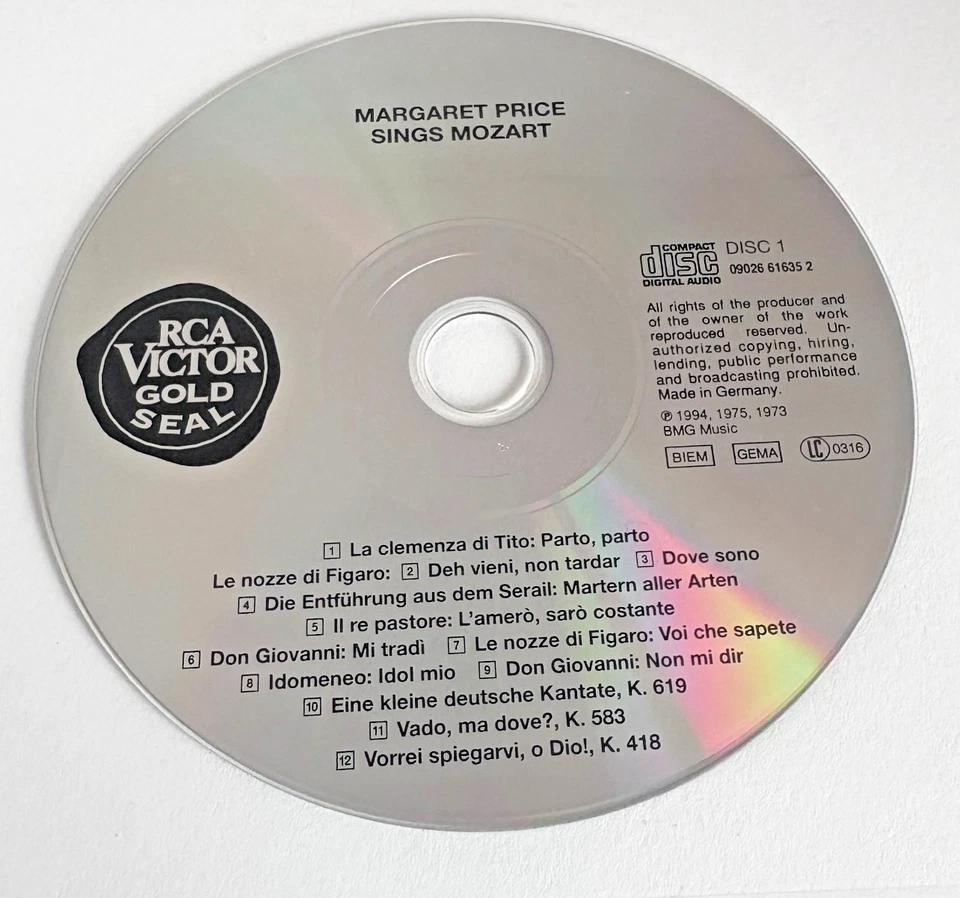 MARGARET PRICE
SINGS MOZART
COMPACT
disc
DIGITAL AUDIO
DISC 1
09026 61635 2
All rights of the producer and
of the owner of the work
reproduced reserved. Un-
authorized copying, hiring,
lending, public performance
and broadcasting prohibited.
Made in Germany.
℗ 1994, 1975, 1973
BMG Music
BIEM GEMA LC 0316
RCA
VICTOR
GOLD
SEAL
1 La clemenza di Tito: Parto, parto
Le nozze di Figaro: 2 Deh vieni, non tardar 3 Dove sono
4 Die Entführung aus dem Serail: Martern aller Arten
5 Il re pastore: L'amerò, sarò costante
6 Don Giovanni: Mi tradì 7 Le nozze di Figaro: Voi che sapete
8 Idomeneo: Idol mio 9 Don Giovanni: Non mi dir
10 Eine kleine deutsche Kantate, K. 619
11 Vado, ma dove?, K. 583
12 Vorrei spiegarvi, o Dio!, K. 418